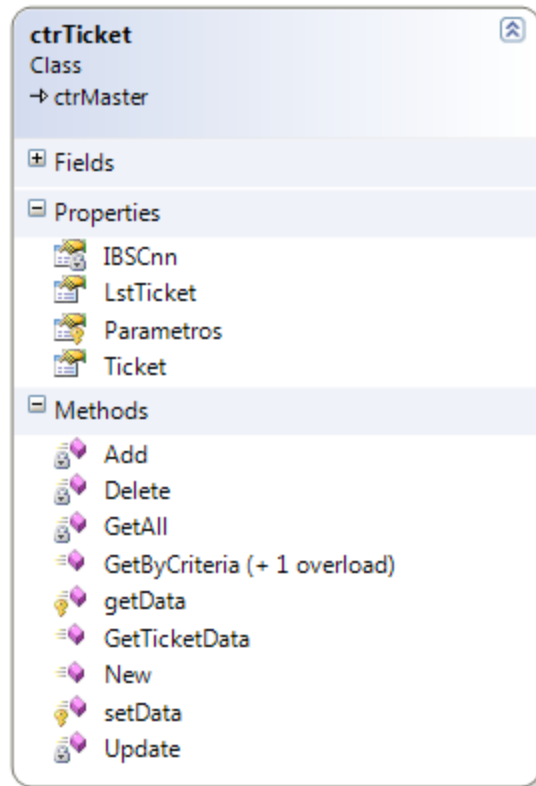 ctrTicket
Class
ctrMaster
Fields
Properties
IBSCnn
LstTicket
Parametros
Ticket
Methods
Add
Delete
GetAll
GetByCriteria (+ 1 overload)
getData
GetTicketData
New
setData
Update